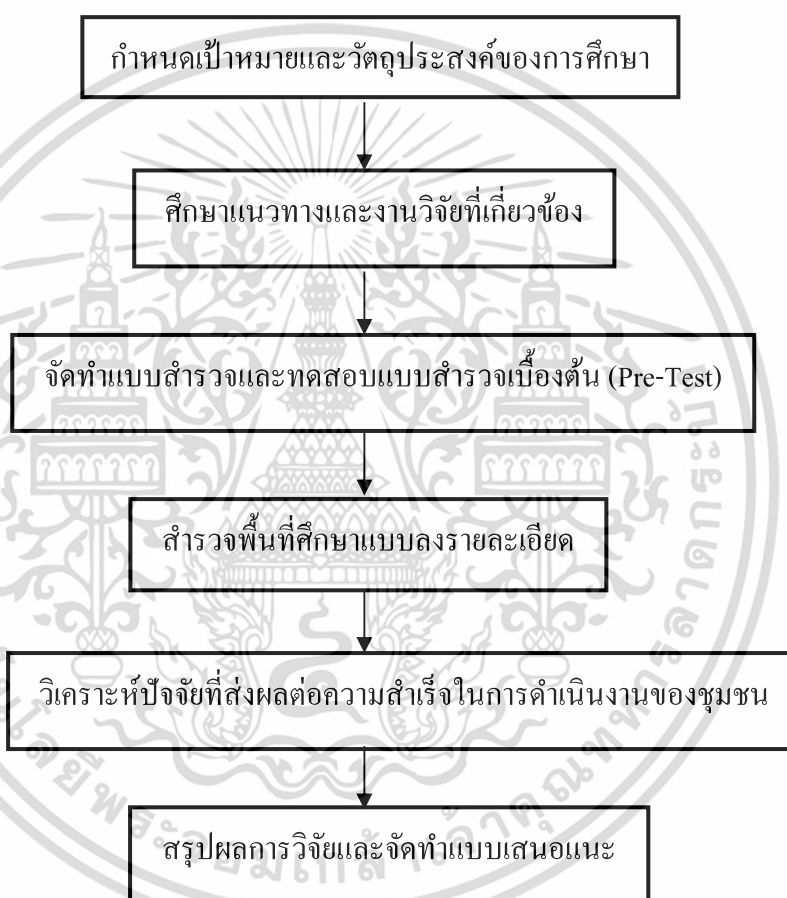 กำหนดเป้าหมายและวัตถุประสงค์ของการศึกษา
ศึกษาแนวทางและงานวิจัยที่เกี่ยวข้อง
จัดทำแบบสำรวจและทดสอบแบบสำรวจเบื้องต้น (Pre-Test)
สำรวจพื้นที่ศึกษาแบบลงรายละเอียด
วิเคราะห์ปัจจัยที่ส่งผลต่อความสำเร็จในการดำเนินงานของชุมชน
สรุปผลการวิจัยและจัดทำแบบเสนอแนะ